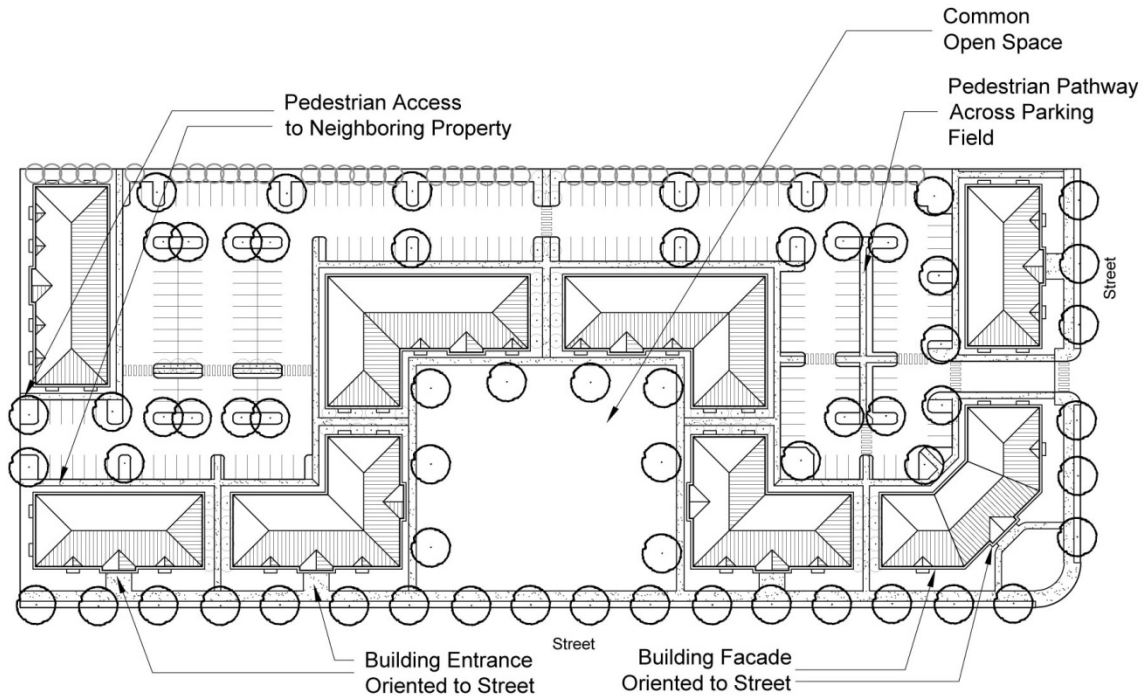 Common
Open Space
Pedestrian Pathway
Across Parking
Field
Pedestrian Access
to Neighboring Property
Street
Street
Building Entrance
Oriented to Street
Building Facade
Oriented to Street